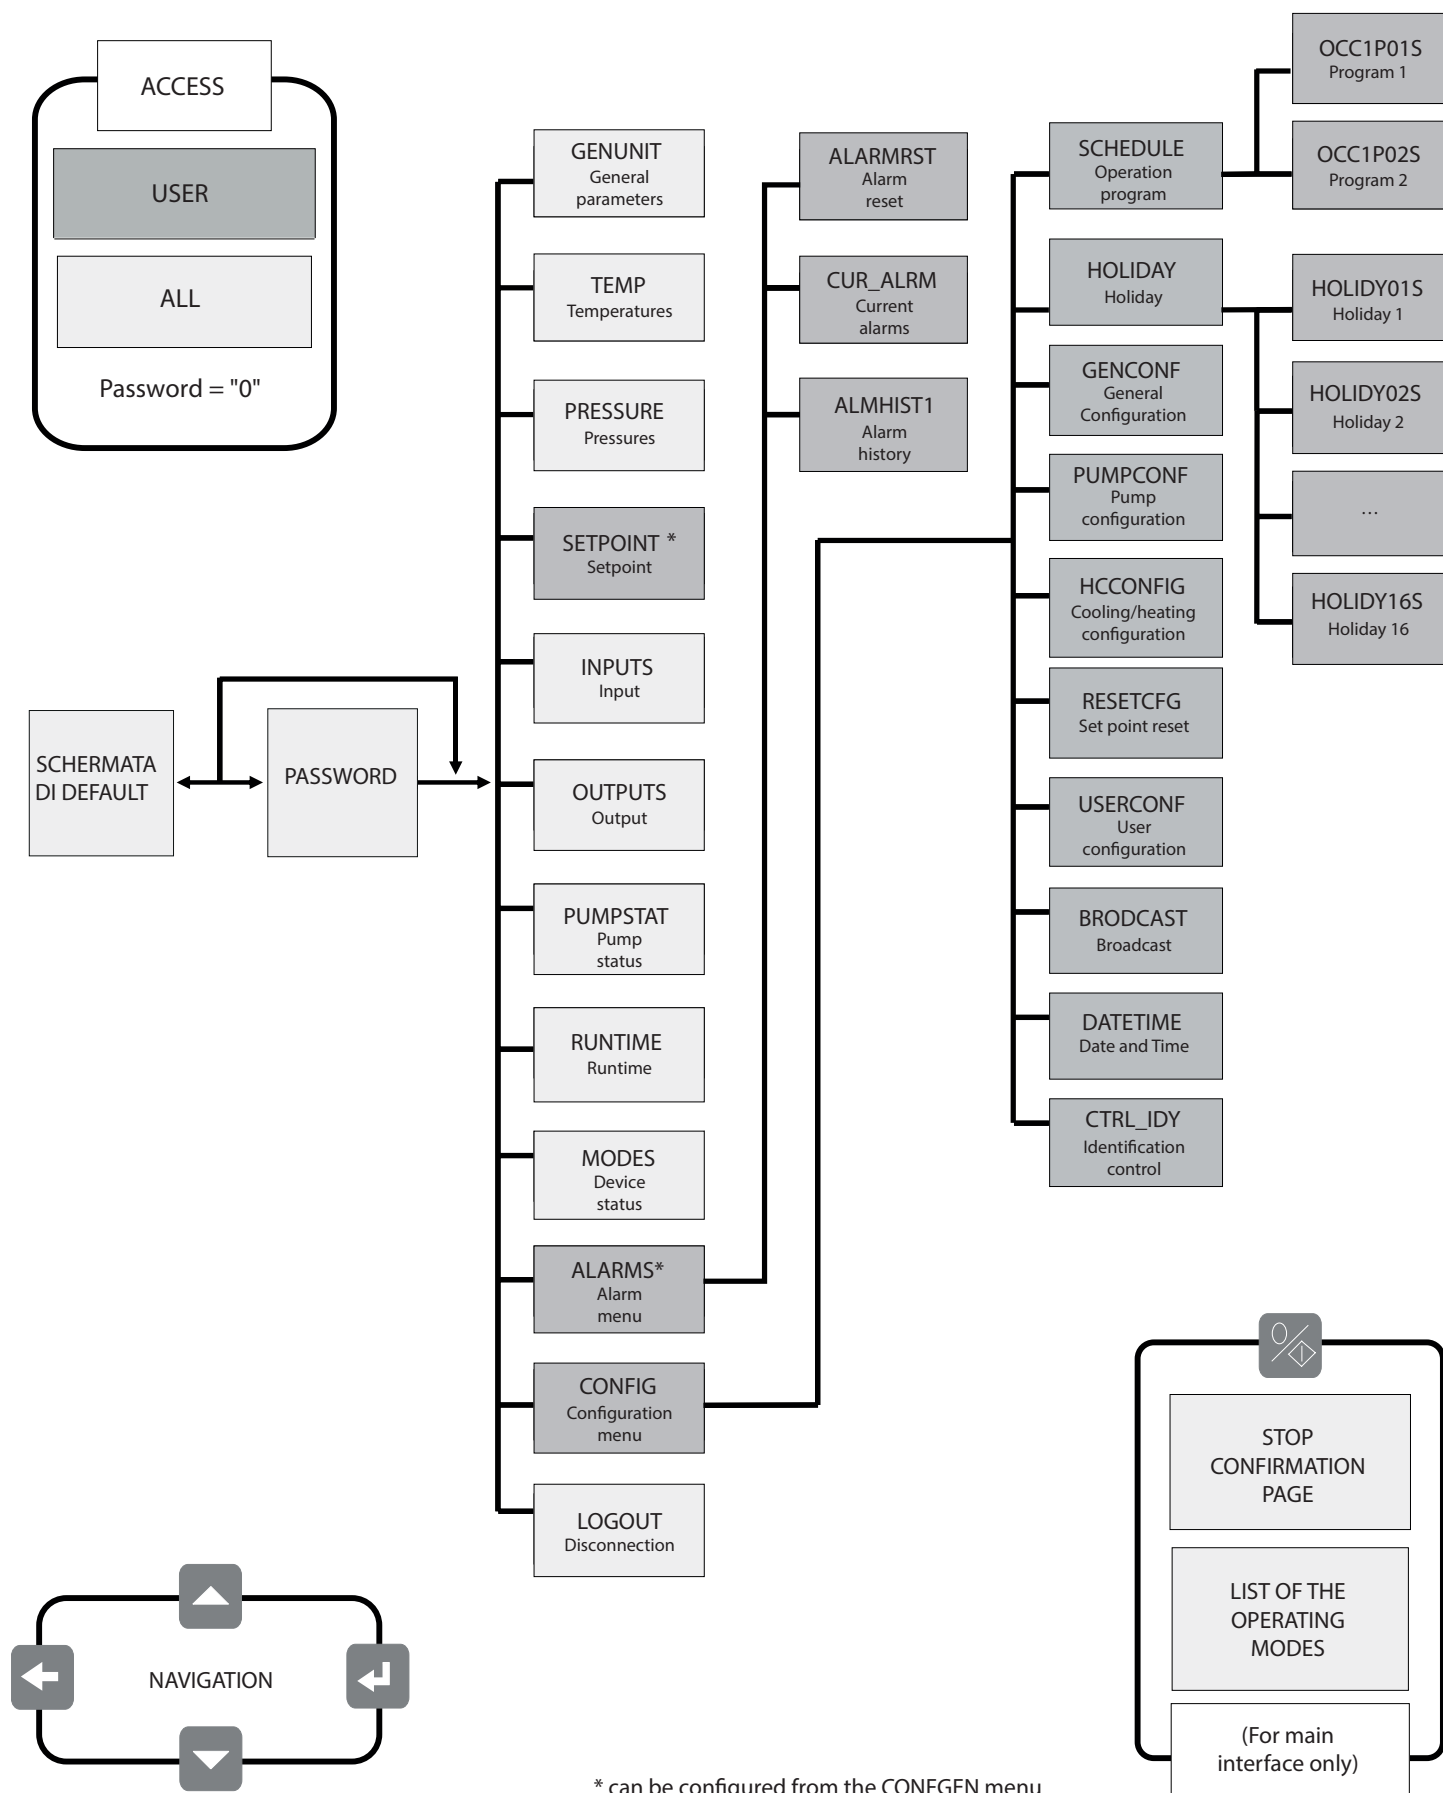 ACCESS
USER
ALL
Password = "0"
SCHERMATA
DI DEFAULT
PASSWORD
GENUNIT
General
parameters
TEMP
Temperatures
PRESSURE
Pressures
SETPOINT *
Setpoint
INPUTS
Input
OUTPUTS
Output
PUMPSTAT
Pump
status
RUNTIME
Runtime
MODES
Device
status
ALARMS*
Alarm
menu
CONFIG
Configuration
menu
LOGOUT
Disconnection
ALARMRST
Alarm
reset
CUR_ALRM
Current
alarms
ALMHIST1
Alarm
history
SCHEDULE
Operation
program
HOLIDAY
Holiday
GENCONF
General
Configuration
PUMPCONF
Pump
configuration
HCCONFIG
Cooling/heating
configuration
RESETCFG
Set point reset
USERCONF
User
configuration
BRODCAST
Broadcast
DATETIME
Date and Time
CTRL_IDY
Identification
control
OCC1P01S
Program 1
OCC1P02S
Program 2
HOLIDY01S
Holiday 1
HOLIDY02S
Holiday 2
...
HOLIDY16S
Holiday 16
STOP
CONFIRMATION
PAGE
LIST OF THE
OPERATING
MODES
(For main
interface only)
NAVIGATION
* can be configured from the CONFGEN menu